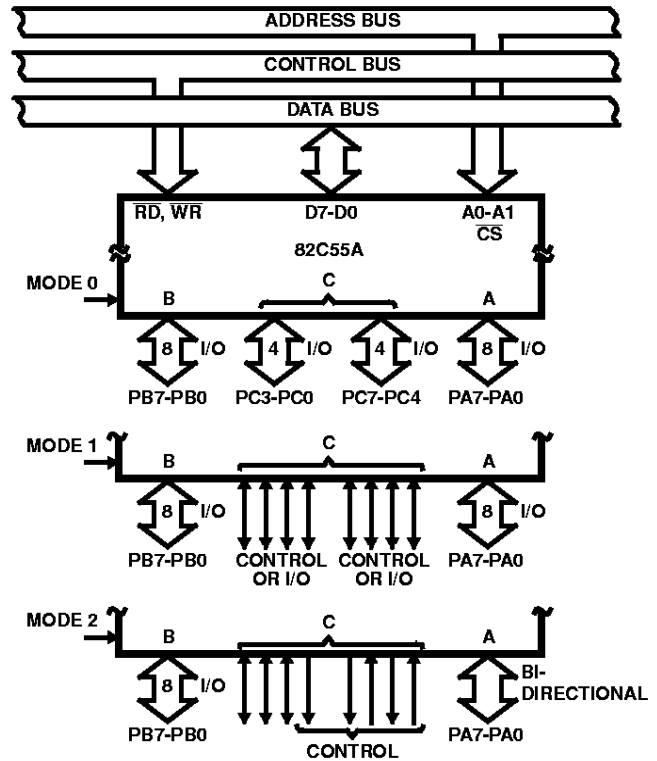 ADDRESS BUS
CONTROL BUS
DATA BUS
RD, WR D7-D0 A0-A1
CS
82C55A
MODE 0
B C A
8 I/O 4 I/O 4 I/O 8 I/O
PB7-PB0 PC3-PC0 PC7-PC4 PA7-PA0
MODE 1
B C A
8 I/O 8 I/O
PB7-PB0 CONTROL OR I/O CONTROL OR I/O PA7-PA0
MODE 2
B C A
8 I/O BI-DIRECTIONAL
PB7-PB0 CONTROL PA7-PA0